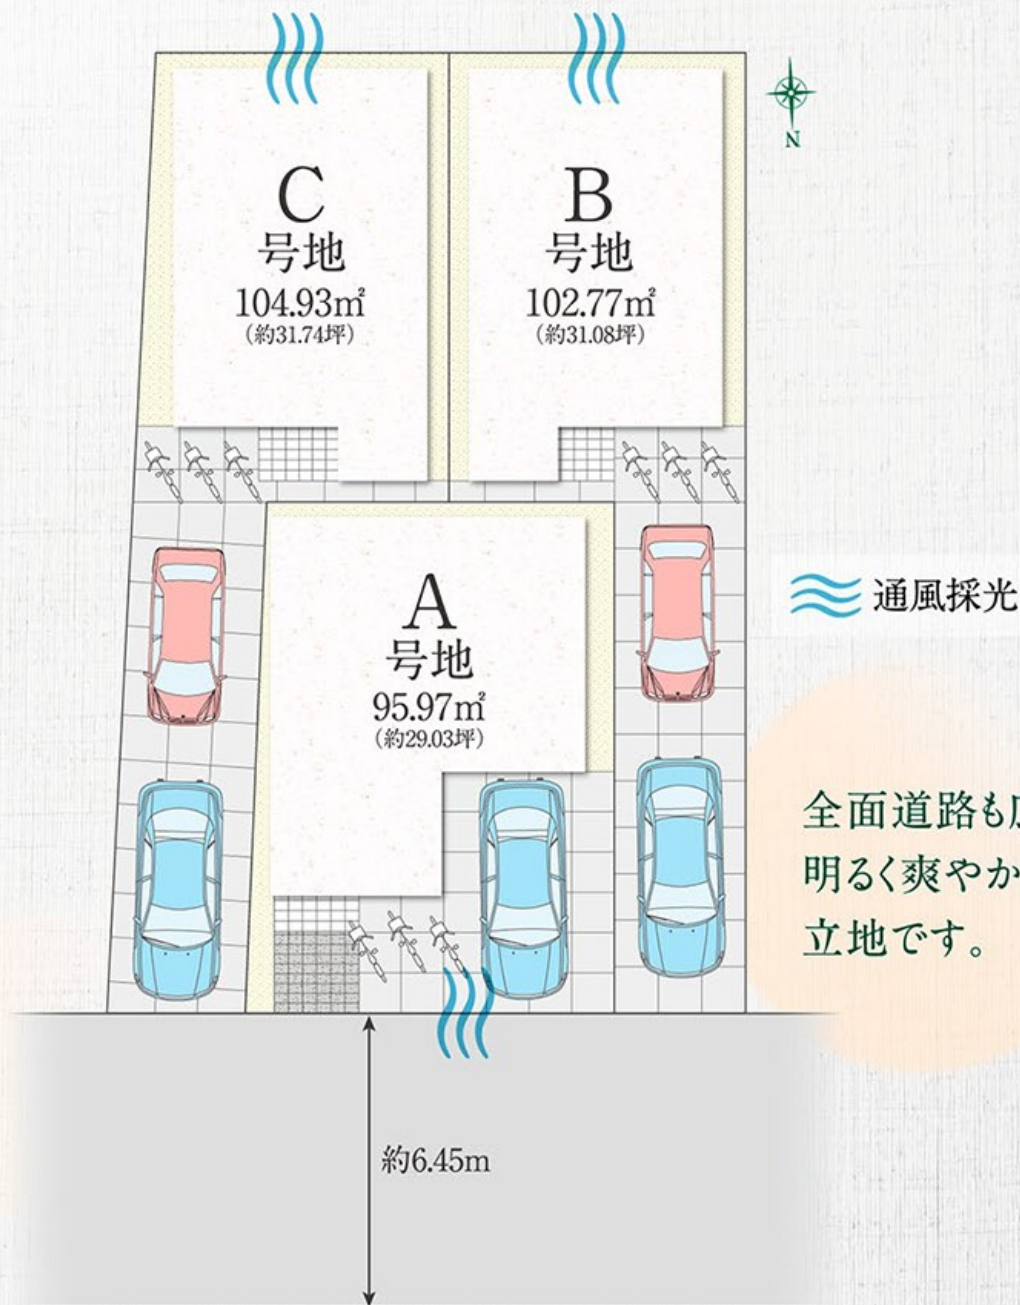 N
C
号地
104.93㎡
(約31.74坪)
B
号地
102.77㎡
(約31.08坪)
A
号地
95.97㎡
(約29.03坪)
通風採光
全面道路も
明るく爽やか
立地です。
約6.45m